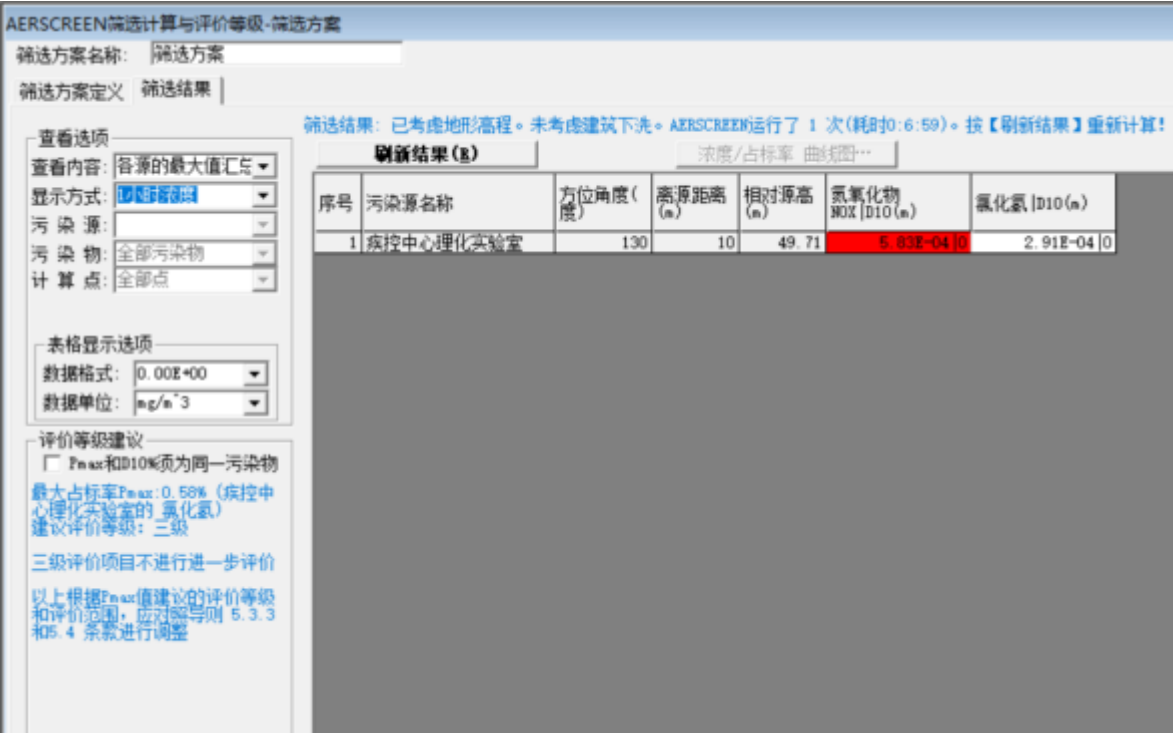 AERSCREEN筛选计算与评价等级-筛选方案
筛选方案名称: 筛选方案
筛选方案定义 筛选结果
查看选项
查看内容: 各源的最大值汇总
显示方式: 1小时浓度
污 染 源:
污 染 物: 全部污染物
计 算 点: 全部点
表格显示选项
数据格式: 0.00E+00
数据单位: mg/m^3
评价等级建议
Pmax和D10%须为同一污染物
最大占标率Pmax:0.58% (疾控中
心理化实验室的 氯化氢)
建议评价等级: 三级
三级评价项目不进行进一步评价
以上根据Pmax值建议的评价等级
和评价范围,应对照导则 5.3.3
和5.4 条款进行调整
筛选结果: 已考虑地形高程。未考虑建筑下洗。AERSCREEN运行了 1 次(耗时0:6:59)。按【刷新结果】重新计算!
刷新结果(R) 浓度/占标率 曲线图…
序号 污染源名称 方位角度(度) 离源距离(m) 相对源高(m) 氮氧化物NOX|D10(m) 氯化氢|D10(m)
1 疾控中心理化实验室 130 10 49.71 5.83E-04|0 2.91E-04|0